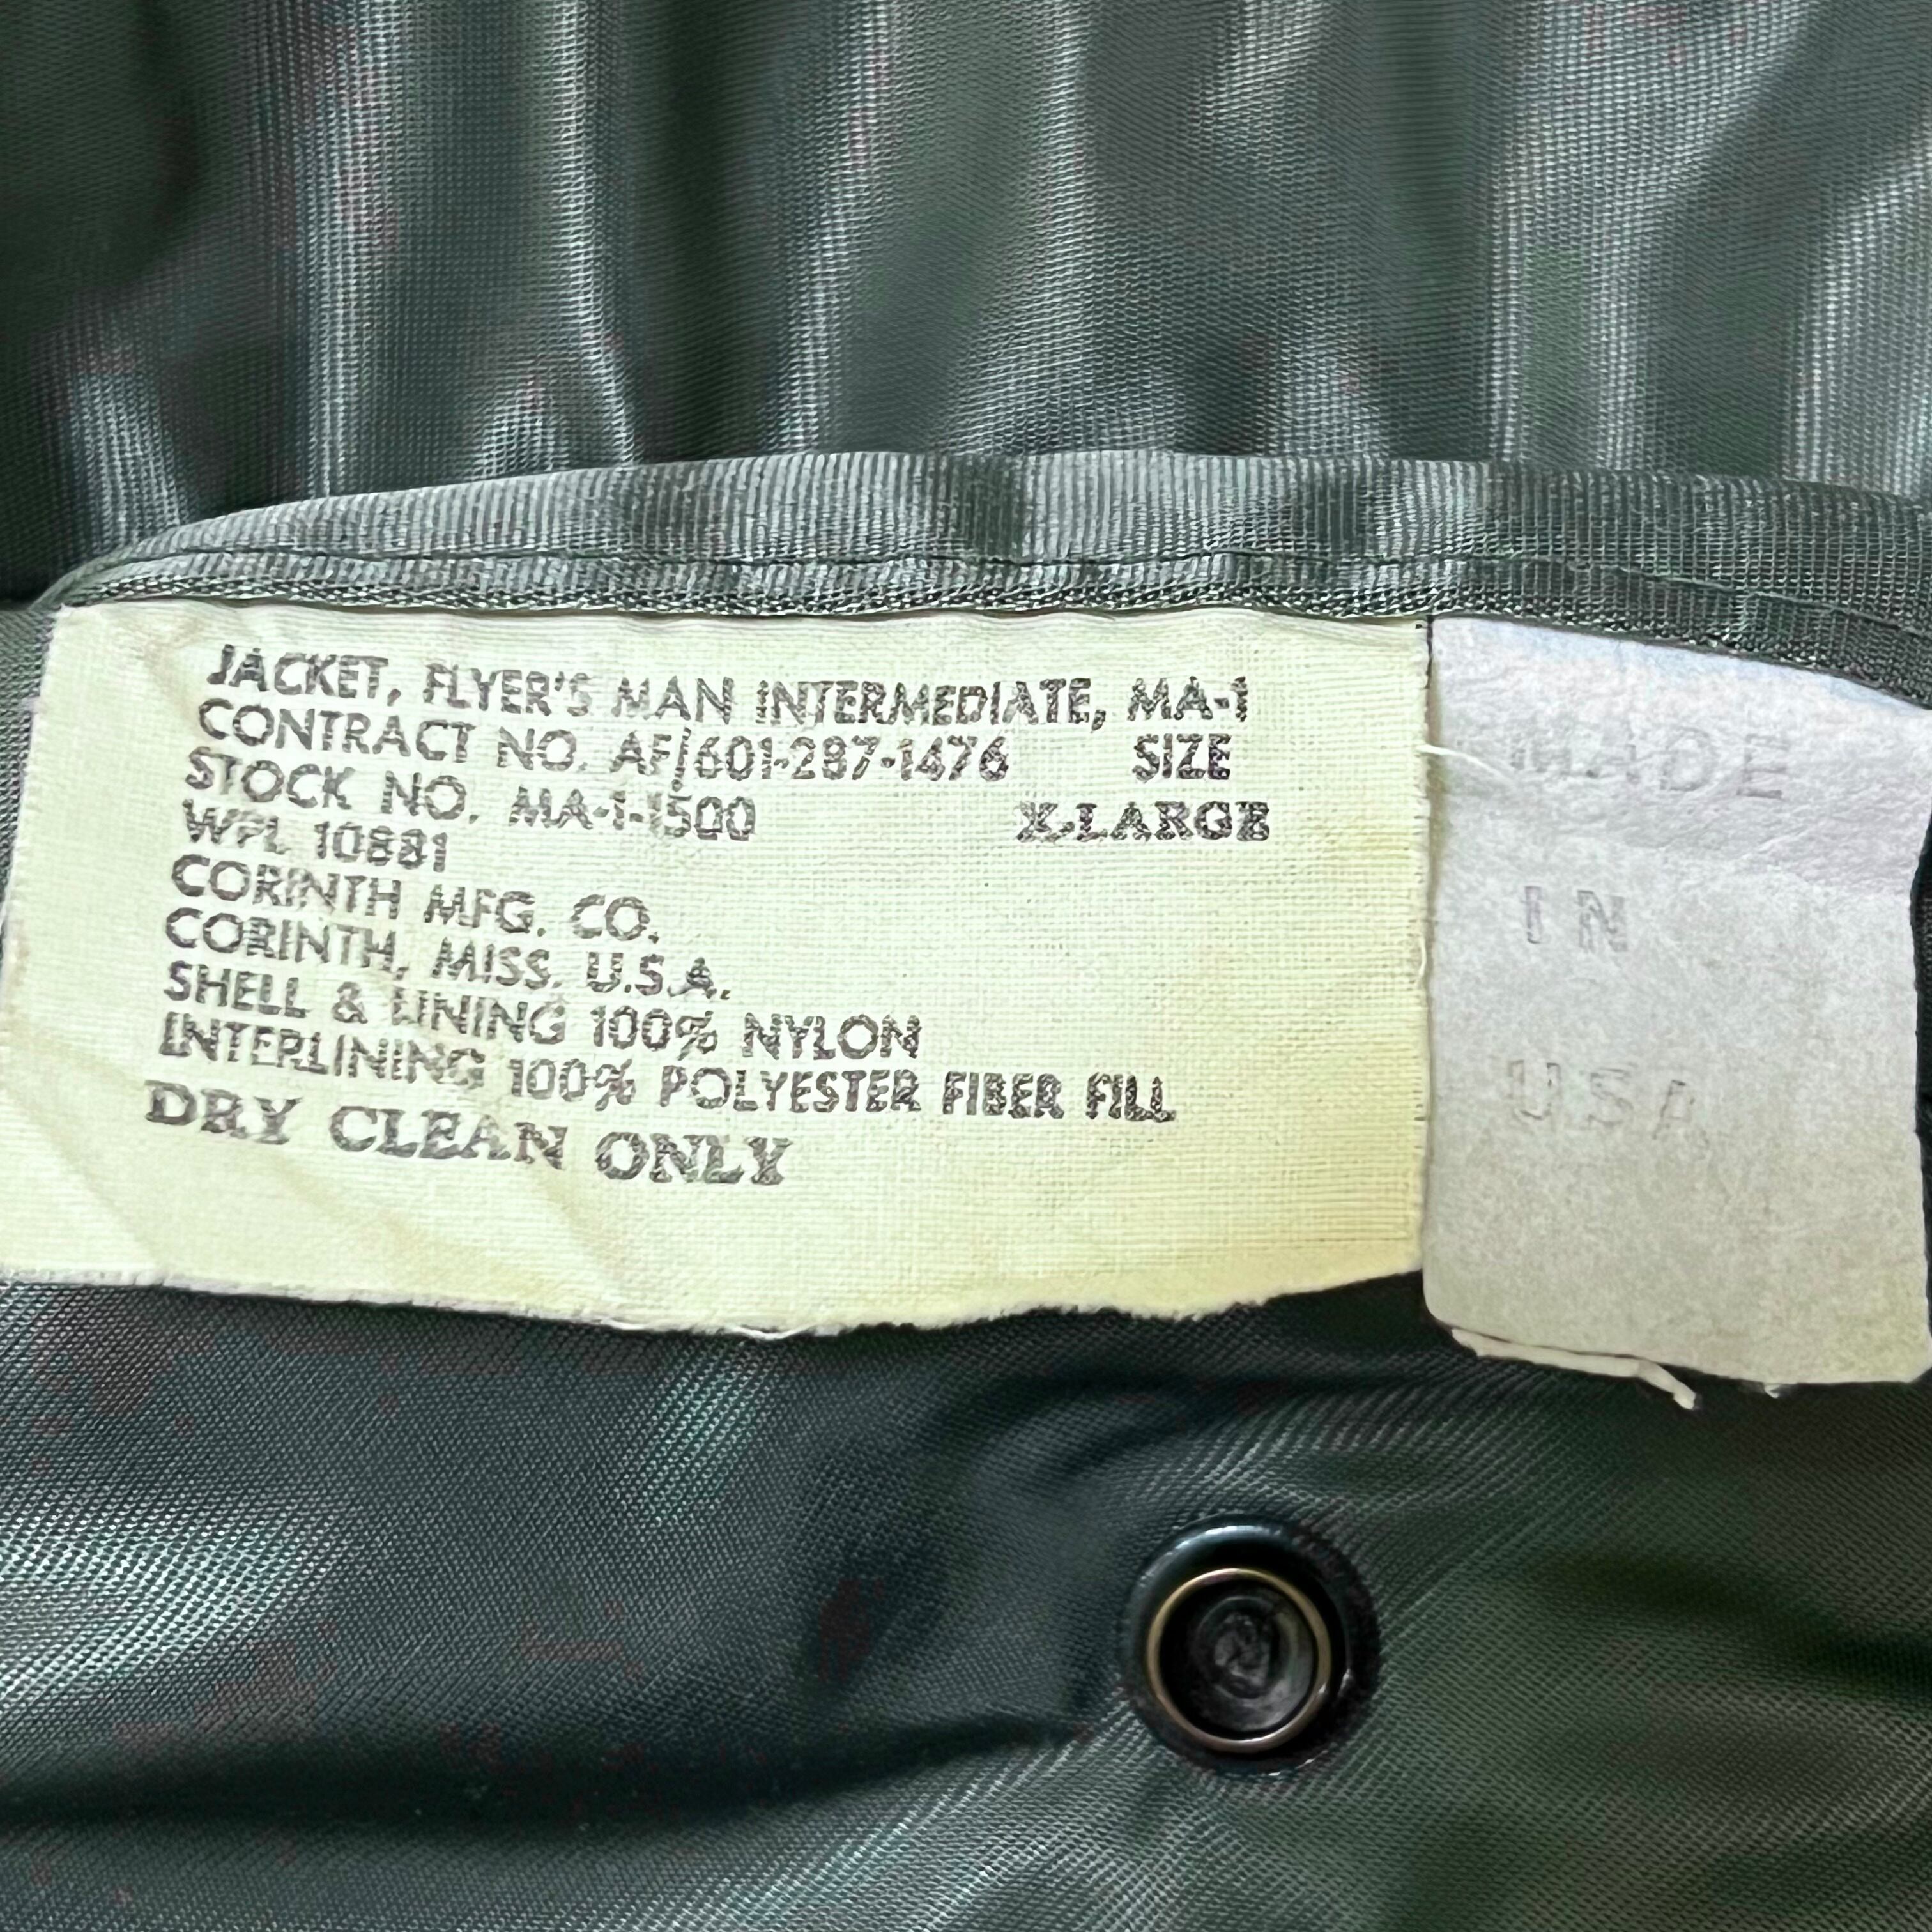 JACKET, FLYER'S MAN INTERMEDIATE, MA-1
CONTRACT NO. AF/601-287-1476 SIZE
STOCK NO. MA-1-1500 X-LARGE
WPL 10881
CORINTH MFG. CO.
CORINTH, MISS. U.S.A.
SHELL & LINING 100% NYLON
INTERLINING 100% POLYESTER FIBER FILL
DRY CLEAN ONLY
MADE
IN
USA